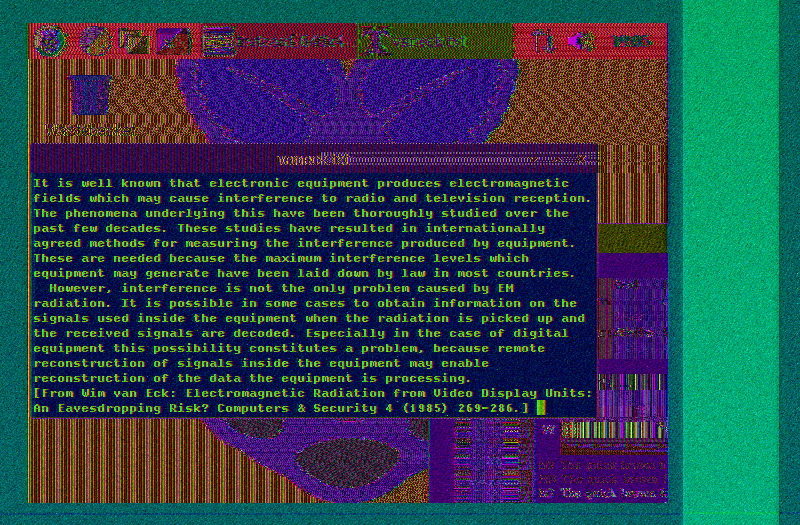 It is well known that electronic equipment produces electromagnetic
fields which may cause interference to radio and television reception.
The phenomena underlying this have been thoroughly studied over the
past few decades. These studies have resulted in internationally
agreed methods for measuring the interference produced by equipment.
These are needed because the maximum interference levels which
equipment may generate have been laid down by law in most countries.
However, interference is not the only problem caused by EM
radiation. It is possible in some cases to obtain information on the
signals used inside the equipment when the radiation is picked up and
the received signals are decoded. Especially in the case of digital
equipment this possibility constitutes a problem, because remote
reconstruction of signals inside the equipment may enable
reconstruction of the data the equipment is processing.
[From Wim van Eck: Electromagnetic Radiation from Video Display Units:
An Eavesdropping Risk? Computers & Security 4 (1985) 269-286.]
The quick brown